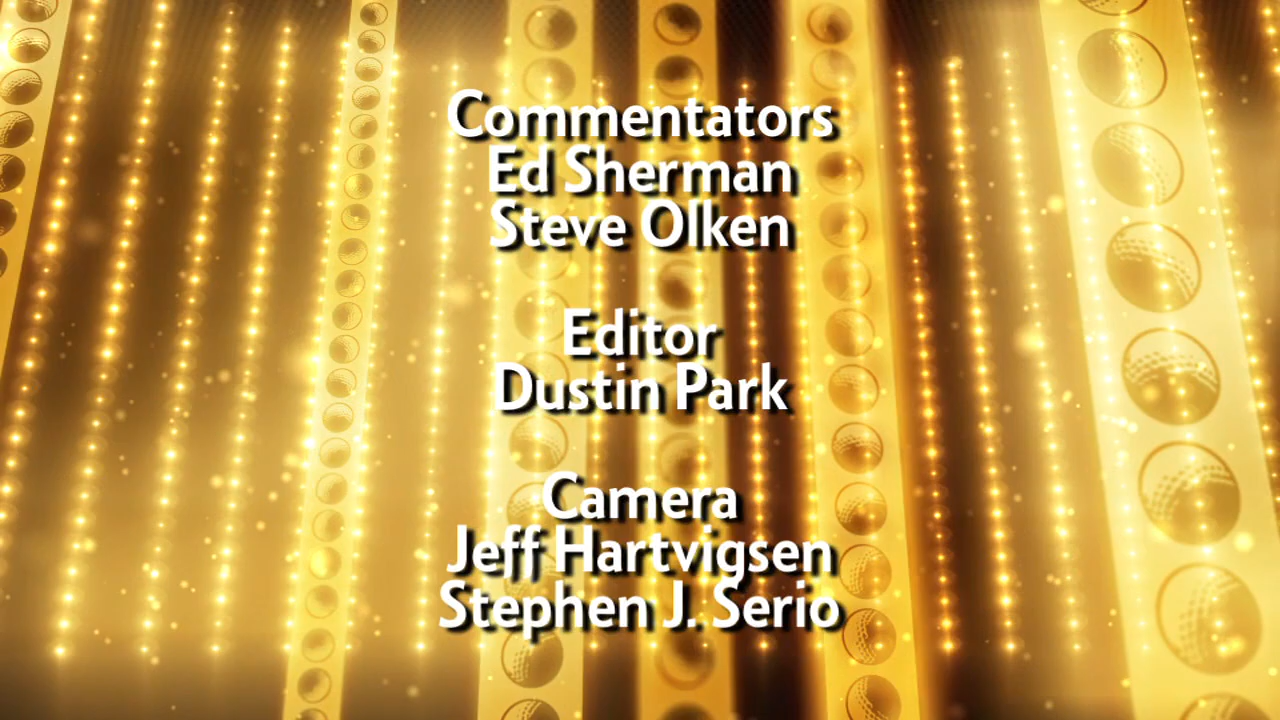 Commentators
Ed Sherman
Steve Olken
Editor
Dustin Park
Camera
Jeff Hartvigsen
Stephen J. Serio